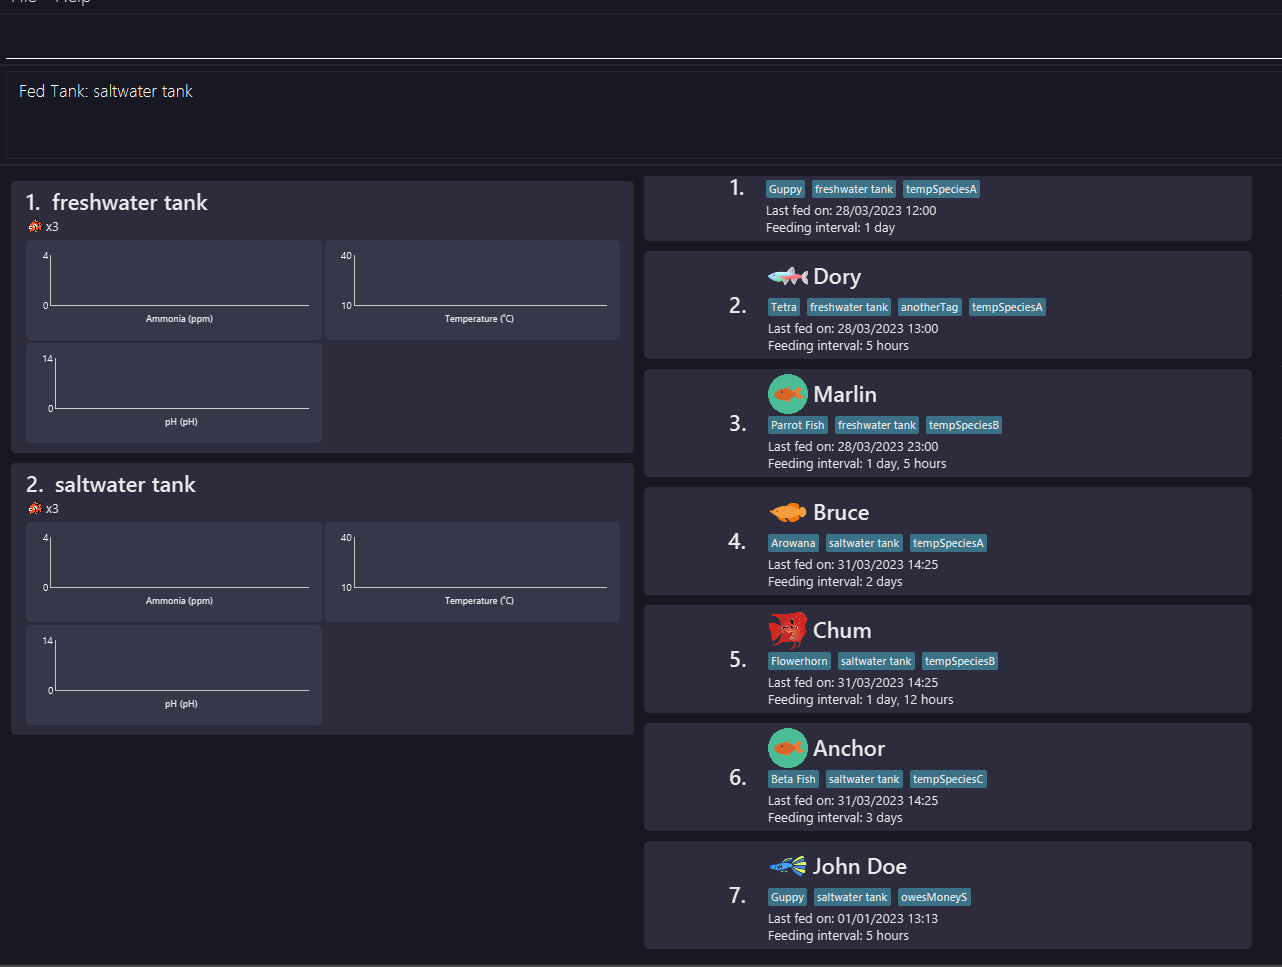 File Help
Fed Tank: saltwater tank
1. freshwater tank
x3
4
0
Ammonia (ppm)
40
10
Temperature (˚C)
14
0
pH (pH)
2. saltwater tank
x3
4
0
Ammonia (ppm)
40
10
Temperature (˚C)
14
0
pH (pH)
1.
Guppy freshwater tank tempSpeciesA
Last fed on: 28/03/2023 12:00
Feeding interval: 1 day
Dory
2.
Tetra freshwater tank anotherTag tempSpeciesA
Last fed on: 28/03/2023 13:00
Feeding interval: 5 hours
Marlin
3.
Parrot Fish freshwater tank tempSpeciesB
Last fed on: 28/03/2023 23:00
Feeding interval: 1 day, 5 hours
Bruce
4.
Arowana saltwater tank tempSpeciesA
Last fed on: 31/03/2023 14:25
Feeding interval: 2 days
Chum
5.
Flowerhorn saltwater tank tempSpeciesB
Last fed on: 31/03/2023 14:25
Feeding interval: 1 day, 12 hours
Anchor
6.
Beta Fish saltwater tank tempSpeciesC
Last fed on: 31/03/2023 14:25
Feeding interval: 3 days
John Doe
7.
Guppy saltwater tank owesMoneyS
Last fed on: 01/01/2023 13:13
Feeding interval: 5 hours